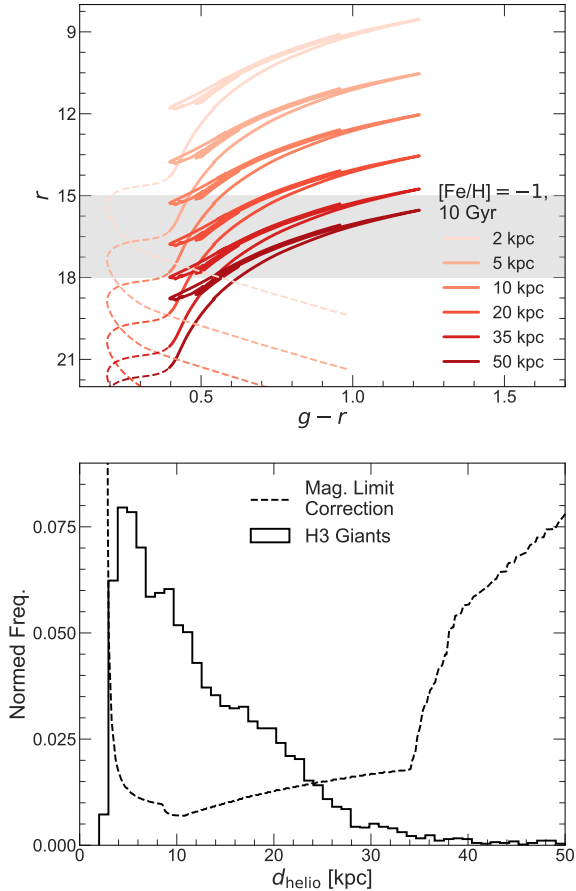 9
12
15
18
21
r
[Fe/H] = −1,
10 Gyr
2 kpc
5 kpc
10 kpc
20 kpc
35 kpc
50 kpc
0.5
1.0
1.5
g − r
0.075
0.050
0.025
0.000
Normed Freq.
Mag. Limit
Correction
H3 Giants
0
10
20
30
40
50
d_helio [kpc]